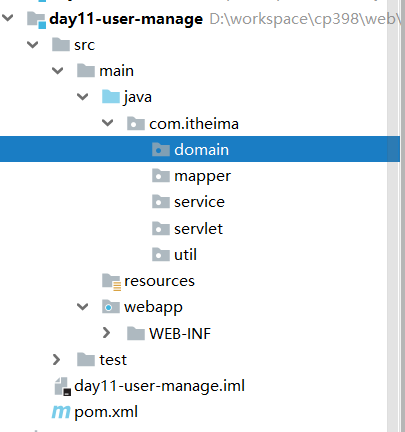 day11-user-manage D:\workspace\cp398\web\
src
main
java
com.itheima
domain
mapper
service
servlet
util
resources
webapp
WEB-INF
test
day11-user-manage.iml
pom.xml